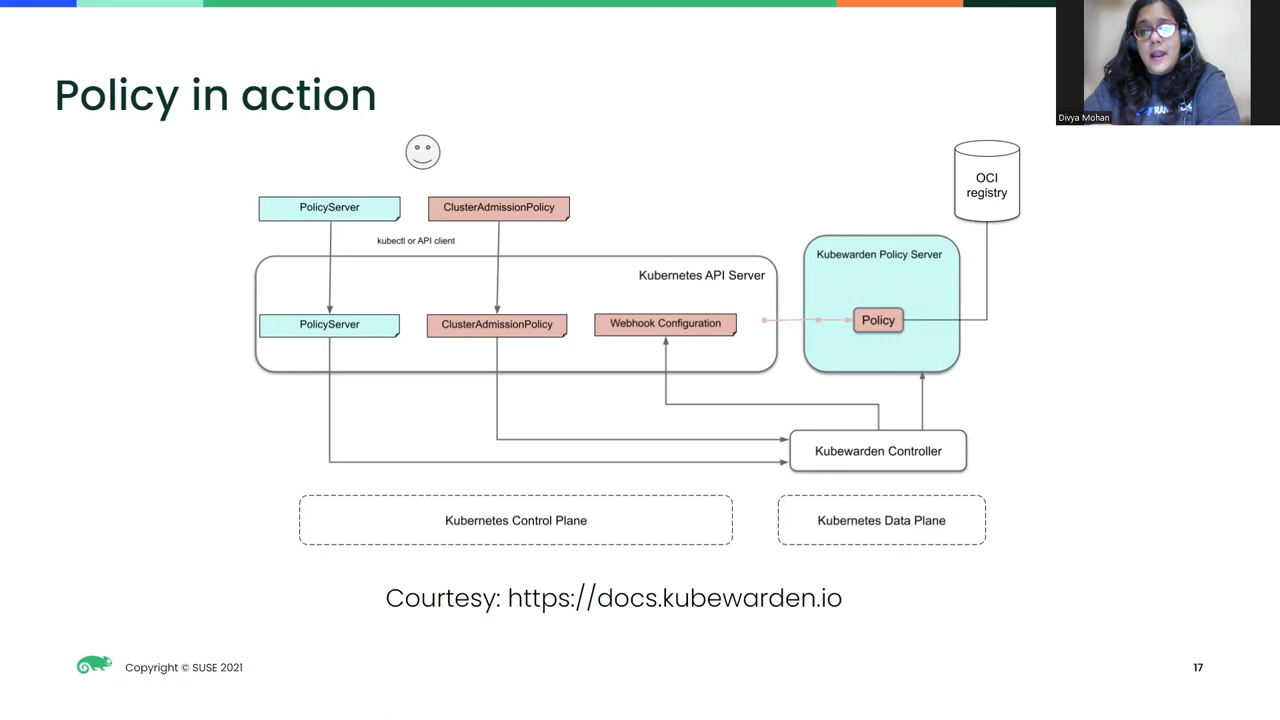 Policy in action
Divya Mohan
OCI
registry
PolicyServer
ClusterAdmissionPolicy
kubectl or API client
Kubernetes API Server
Kubewarden Policy Server
PolicyServer
ClusterAdmissionPolicy
Webhook Configuration
Policy
Kubewarden Controller
Kubernetes Control Plane
Kubernetes Data Plane
Courtesy: https://docs.kubewarden.io
Copyright © SUSE 2021
17